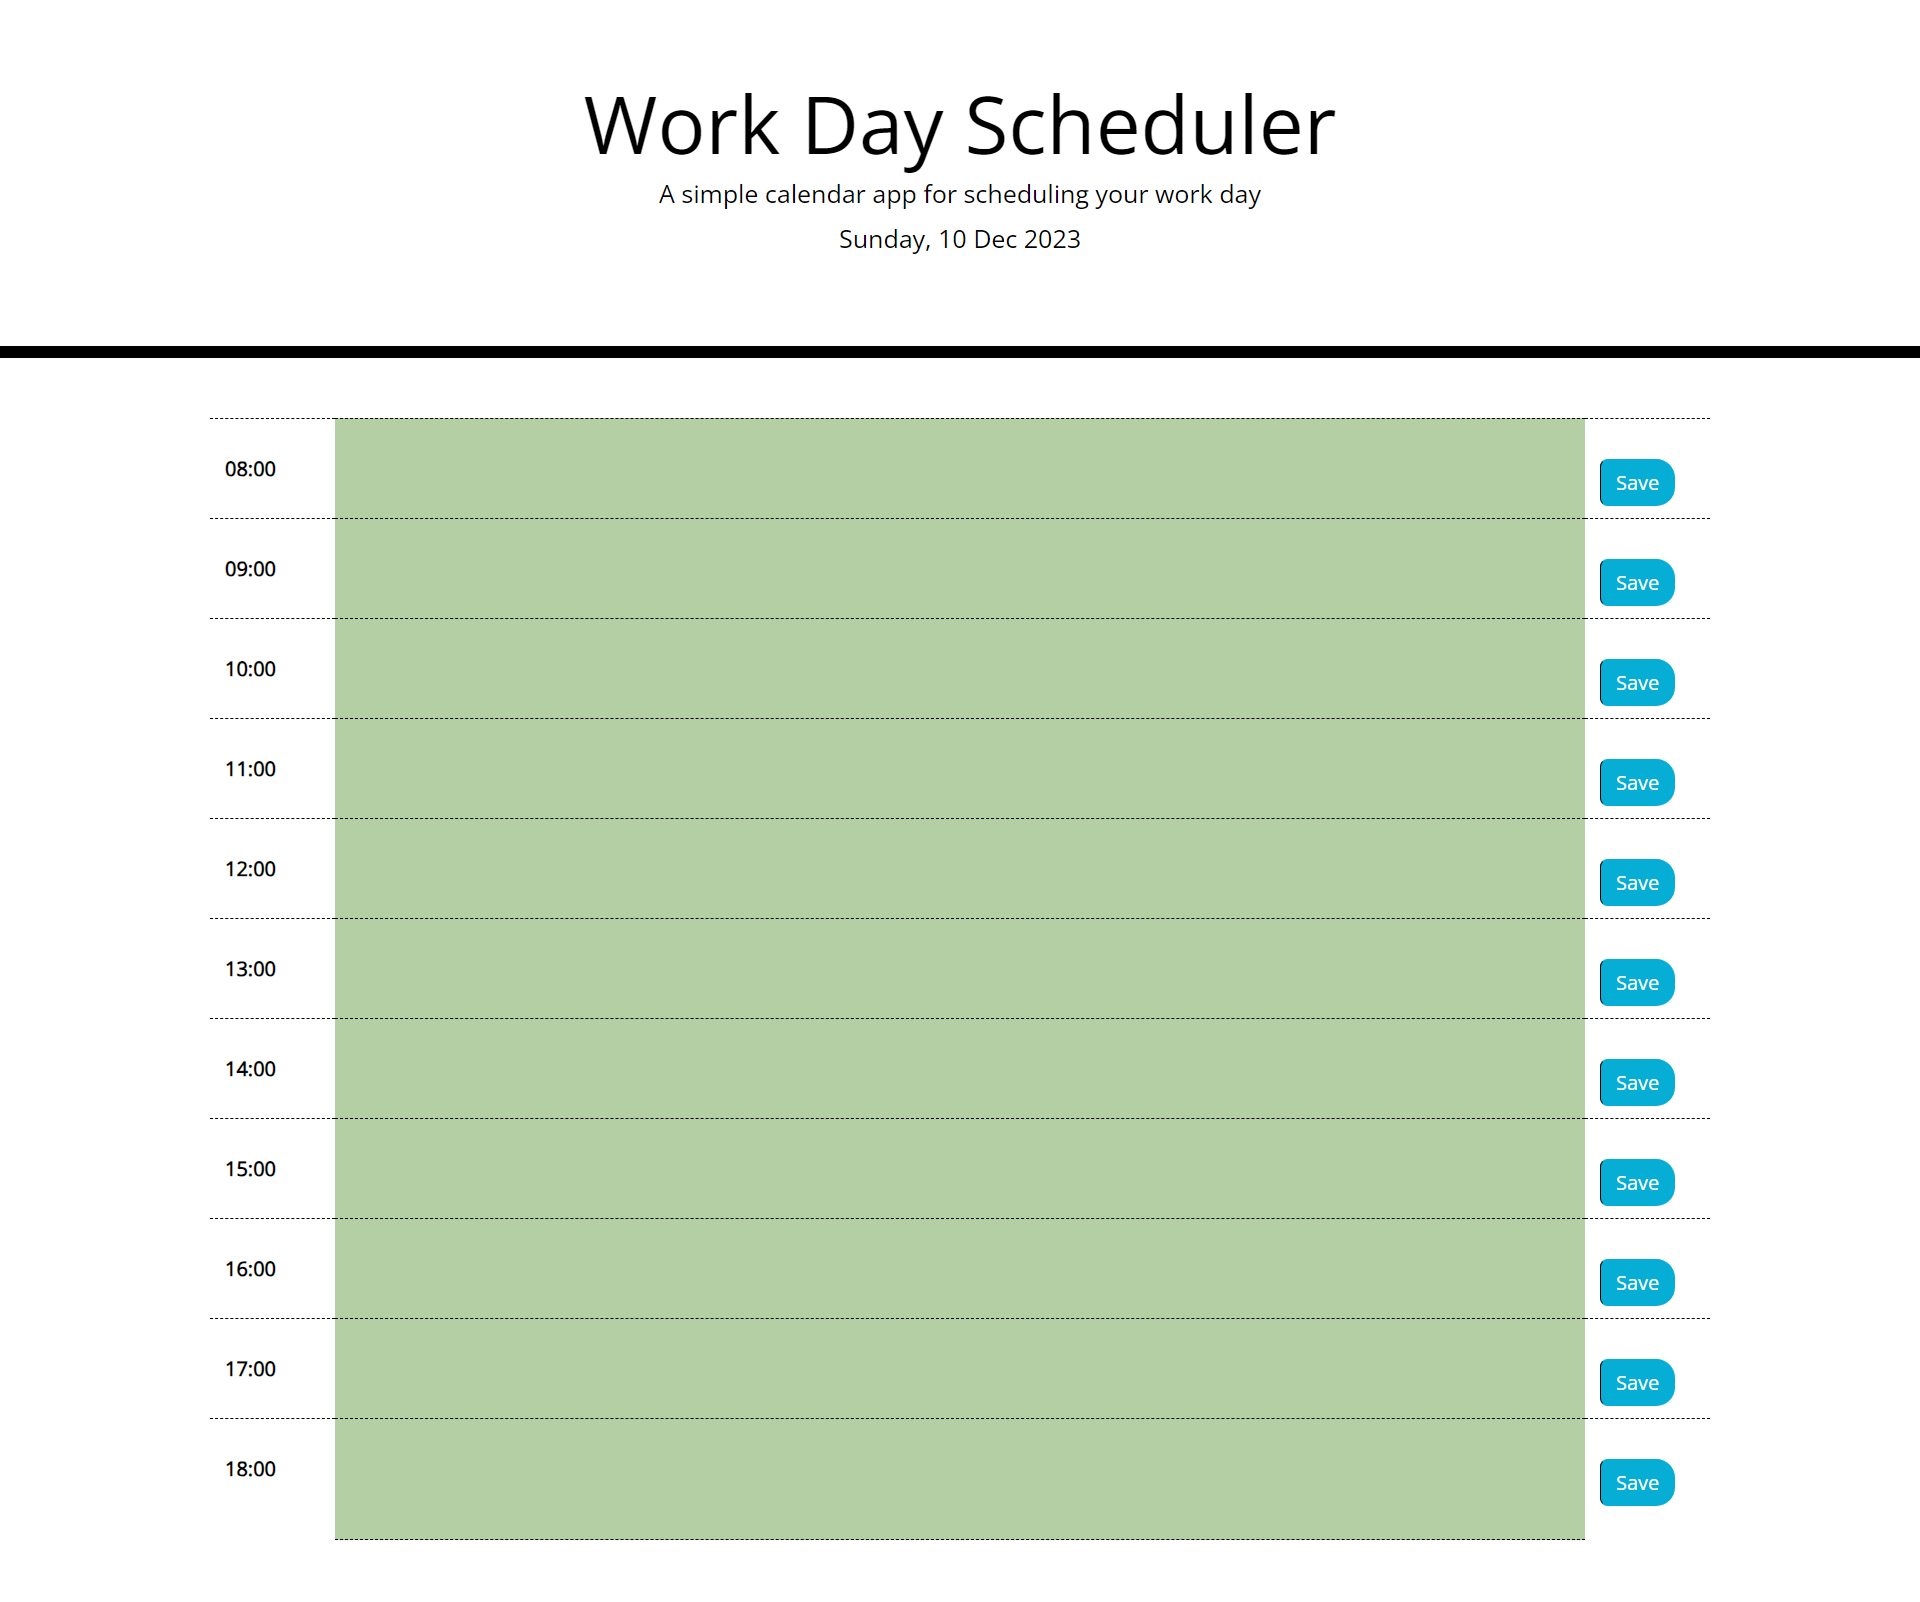 Work Day Scheduler
A simple calendar app for scheduling your work day
Sunday, 10 Dec 2023
08:00 Save
09:00 Save
10:00 Save
11:00 Save
12:00 Save
13:00 Save
14:00 Save
15:00 Save
16:00 Save
17:00 Save
18:00 Save